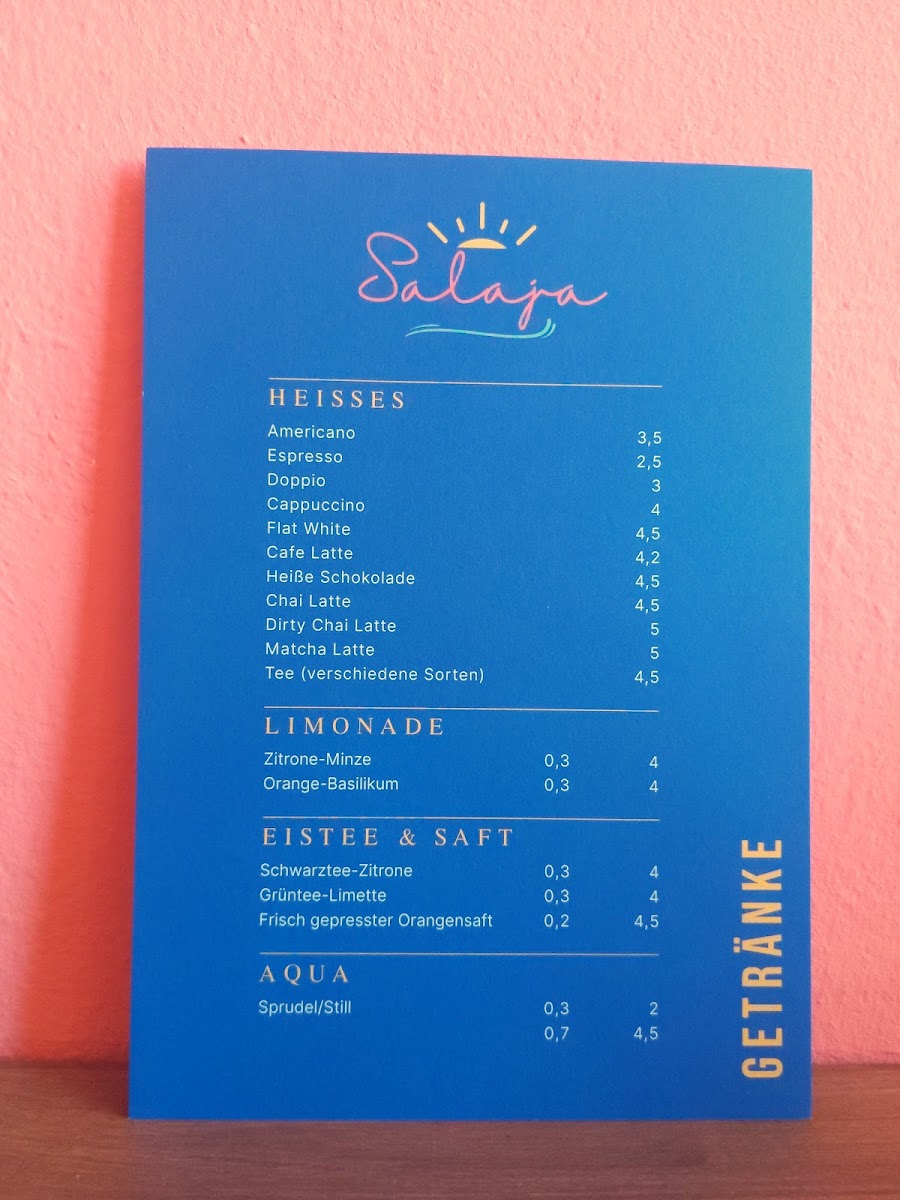 Salaja
HEISSES
Americano 3,5
Espresso 2,5
Doppio 3
Cappuccino 4
Flat White 4,5
Cafe Latte 4,2
Heiße Schokolade 4,5
Chai Latte 4,5
Dirty Chai Latte 5
Matcha Latte 5
Tee (verschiedene Sorten) 4,5
LIMONADE
Zitrone-Minze 0,3 4
Orange-Basilikum 0,3 4
EISTEE & SAFT
Schwarztee-Zitrone 0,3 4
Grüntee-Limette 0,3 4
Frisch gepresster Orangensaft 0,2 4,5
AQUA
Sprudel/Still 0,3 2
0,7 4,5
GETRÄNKE